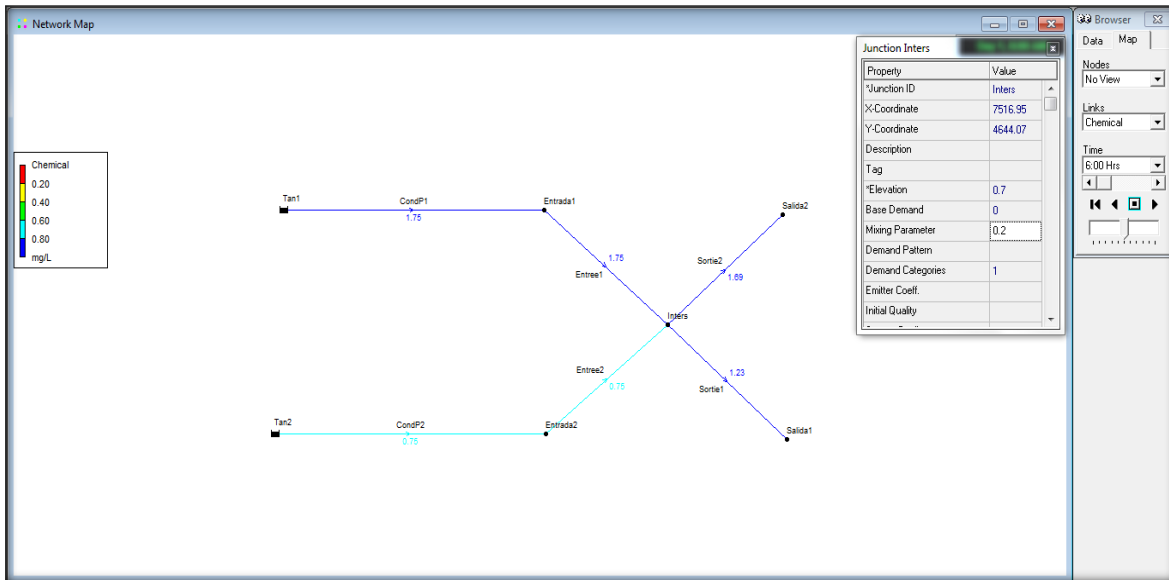 Network Map
Chemical
0.20
0.40
0.60
0.80
mg/L
Tan1
CondP1
1.75
Entrada1
1.75
Entree1
Salida2
Sortie2
1.69
Inters
Entree2
0.75
1.23
Sortie1
Tan2
CondP2
0.75
Entrada2
Salida1
Junction Inters
Property Value
*Junction ID Inters
X-Coordinate 7516.95
Y-Coordinate 4644.07
Description
Tag
*Elevation 0.7
Base Demand 0
Mixing Parameter 0.2
Demand Pattern
Demand Categories 1
Emitter Coeff.
Initial Quality
Browser
Data Map
Nodes
No View
Links
Chemical
Time
6:00 Hrs